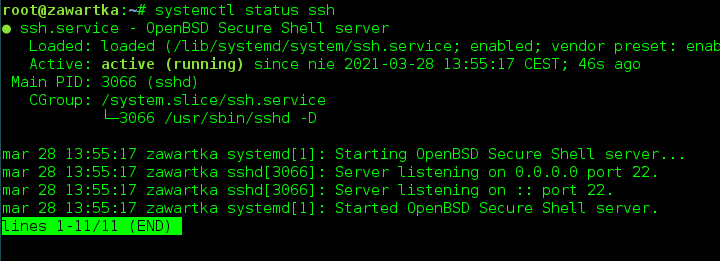 root@zawartka:~# systemctl status ssh
● ssh.service - OpenBSD Secure Shell server
   Loaded: loaded (/lib/systemd/system/ssh.service; enabled; vendor preset: enab
   Active: active (running) since nie 2021-03-28 13:55:17 CEST; 46s ago
 Main PID: 3066 (sshd)
   CGroup: /system.slice/ssh.service
           └─3066 /usr/sbin/sshd -D

mar 28 13:55:17 zawartka systemd[1]: Starting OpenBSD Secure Shell server...
mar 28 13:55:17 zawartka sshd[3066]: Server listening on 0.0.0.0 port 22.
mar 28 13:55:17 zawartka sshd[3066]: Server listening on :: port 22.
mar 28 13:55:17 zawartka systemd[1]: Started OpenBSD Secure Shell server.
lines 1-11/11 (END)